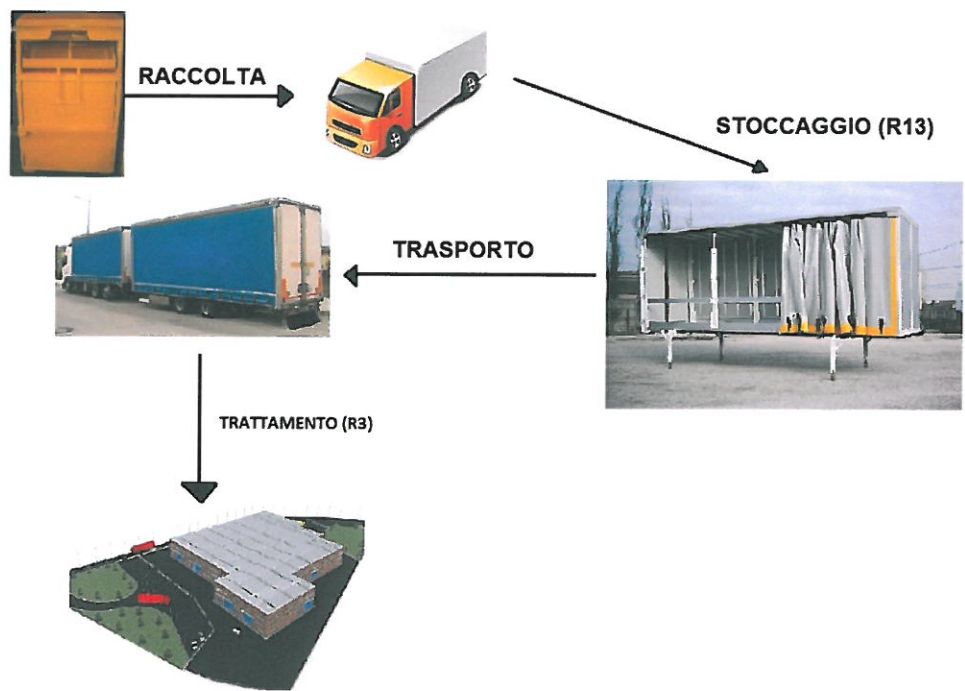 RACCOLTA
STOCCAGGIO (R13)
TRASPORTO
TRATTAMENTO (R3)